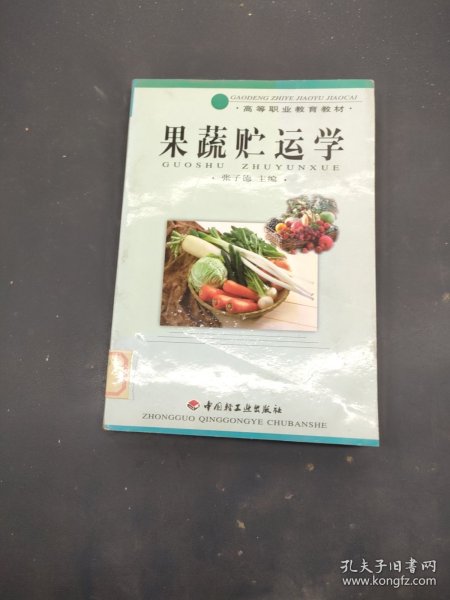 GAODENG ZHIYE JIAOYU JIAOCAI
·高等职业教育教材·
果蔬贮运学
GUOSHU ZHUYUNXUE
·张子德 主编·
中国轻工业出版社
ZHONGGUO QINGGONGYE CHUBANSHE
孔夫子旧书网
www.kongfz.com